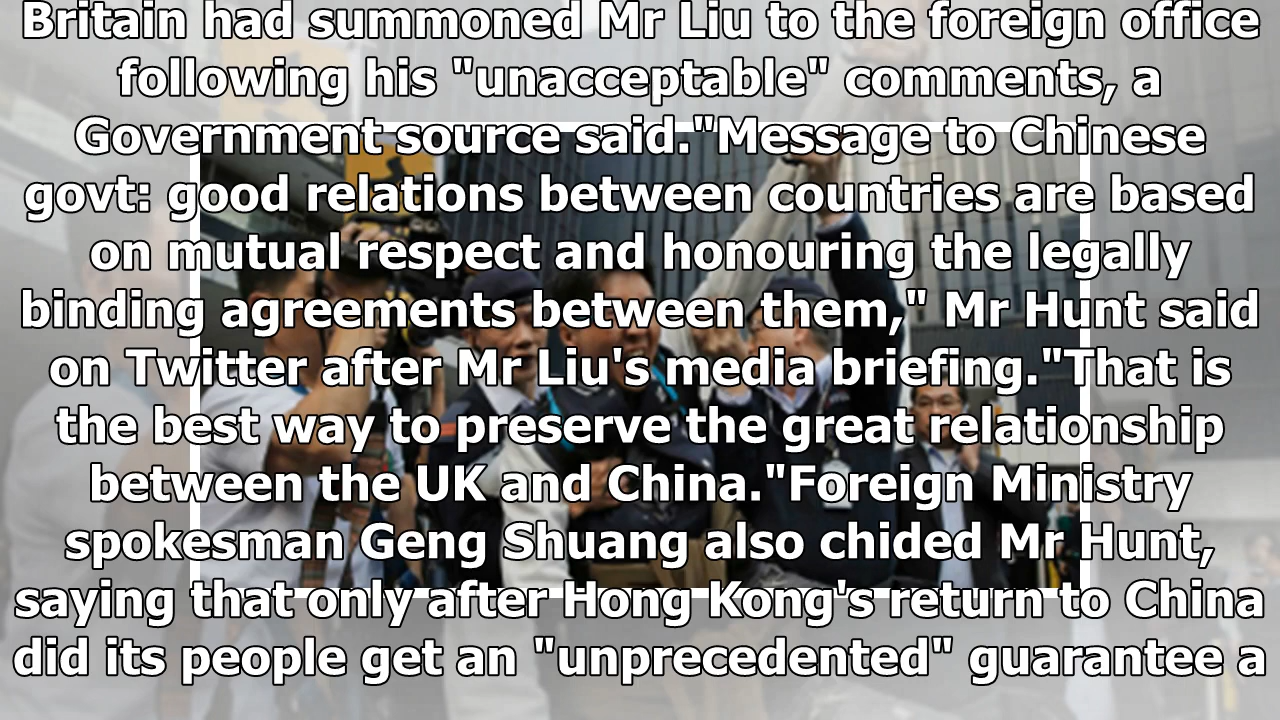 Britain had summoned Mr Liu to the foreign office
following his "unacceptable" comments, a
Government source said."Message to Chinese
govt: good relations between countries are based
on mutual respect and honouring the legally
binding agreements between them," Mr Hunt said
on Twitter after Mr Liu's media briefing."That is
the best way to preserve the great relationship
between the UK and China."Foreign Ministry
spokesman Geng Shuang also chided Mr Hunt,
saying that only after Hong Kong's return to China
did its people get an "unprecedented" guarantee a